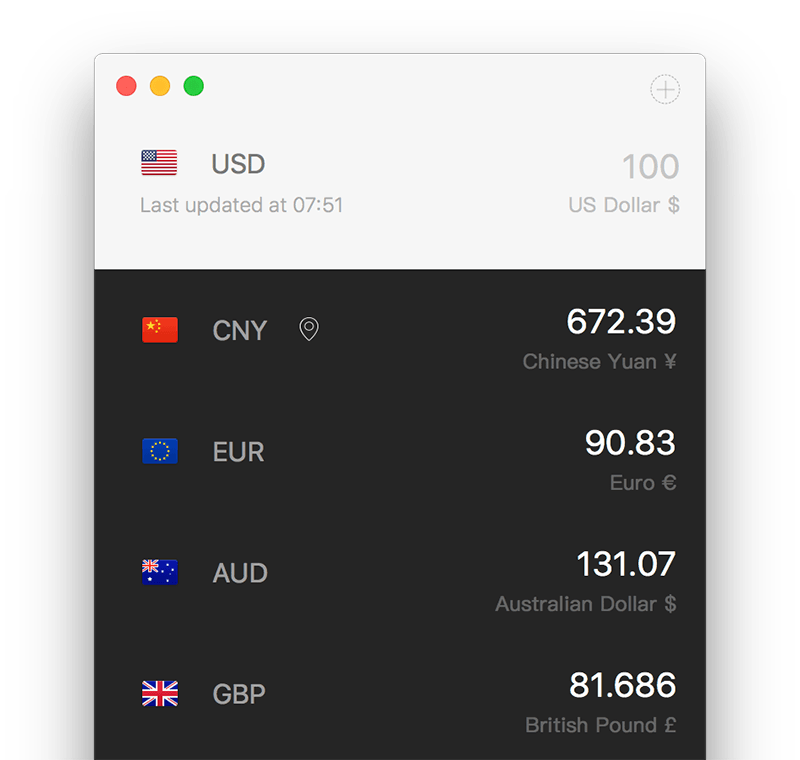 USD
100
Last updated at 07:51
US Dollar $
CNY
672.39
Chinese Yuan ¥
EUR
90.83
Euro €
AUD
131.07
Australian Dollar $
GBP
81.686
British Pound £